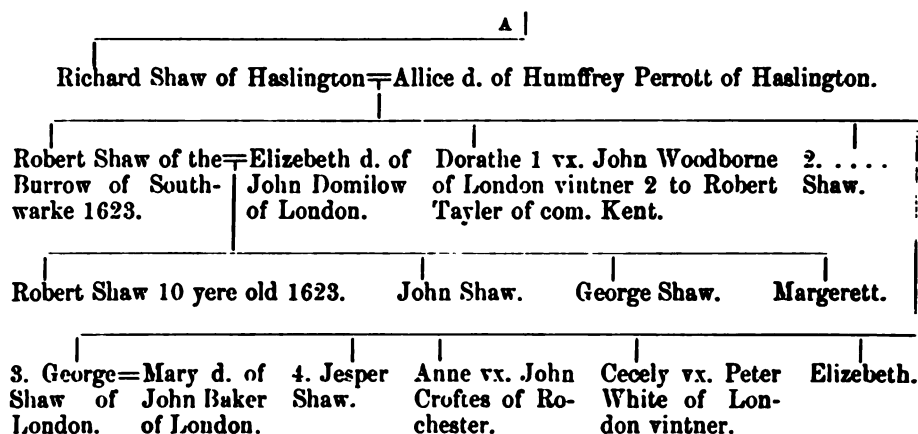 A
Richard Shaw of Haslington=Allice d. of Humffrey Perrott of Haslington.
Robert Shaw of the=Elizebeth d. of Dorathe 1 vx. John Woodborne 2. . . . . .
Burrow of South- John Domilow of London vintner 2 to Robert Shaw.
warke 1623. of London. Tayler of com. Kent.
Robert Shaw 10 yere old 1623. John Shaw. George Shaw. Margerett.
3. George=Mary d. of 4. Jesper Anne vx. John Cecely vx. Peter Elizebeth.
Shaw of John Baker Shaw. Croftes of Ro- White of Lon-
London. of London. chester. don vintner.